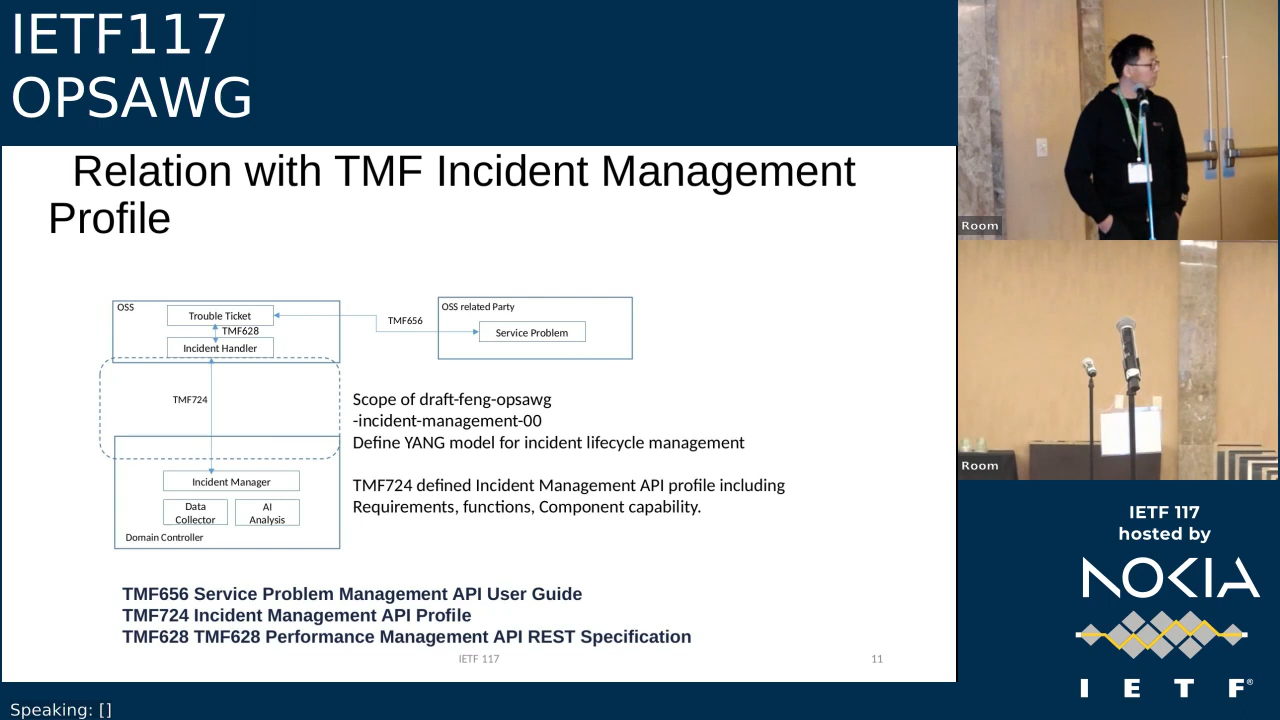 IETF117
OPSAWG
Relation with TMF Incident Management
Profile
OSS
Trouble Ticket
TMF628
Incident Handler
TMF656
OSS related Party
Service Problem
TMF724
Scope of draft-feng-opsawg
-incident-management-00
Define YANG model for incident lifecycle management
TMF724 defined Incident Management API profile including
Requirements, functions, Component capability.
Incident Manager
Data
Collector
AI
Analysis
Domain Controller
TMF656 Service Problem Management API User Guide
TMF724 Incident Management API Profile
TMF628 TMF628 Performance Management API REST Specification
IETF 117
11
Speaking: []
Room
Room
IETF 117
hosted by
NOKIA
I E T F®